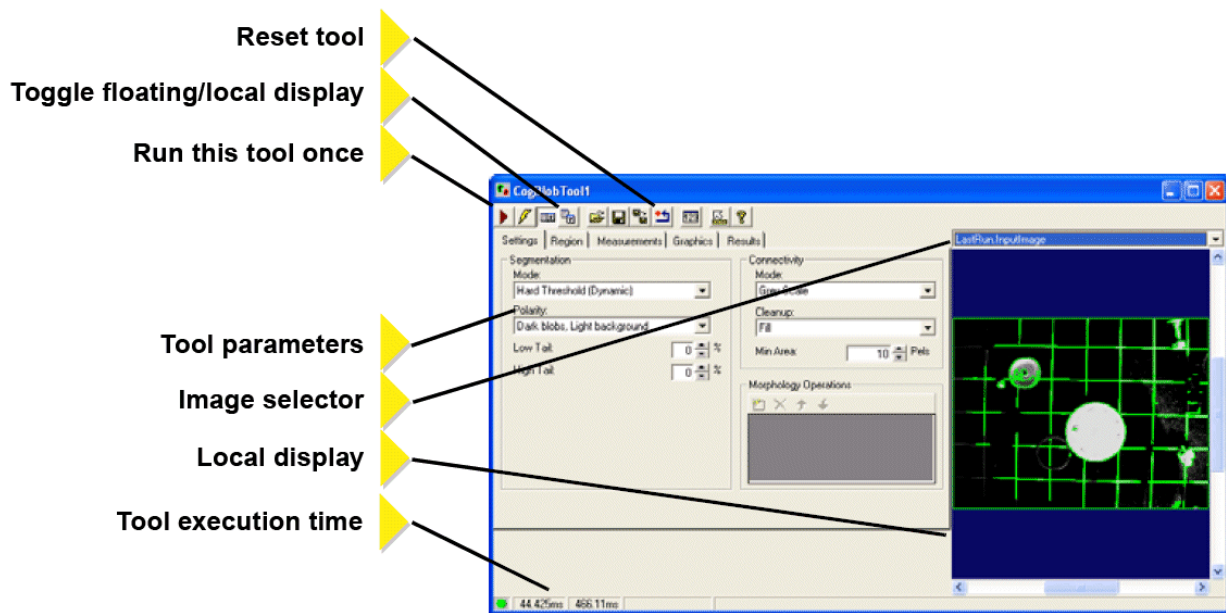 Reset tool
Toggle floating/local display
Run this tool once
Tool parameters
Image selector
Local display
Tool execution time
CogBlobTool1
Settings
Region
Measurements
Graphics
Results
LastRun.InputImage
Segmentation
Mode:
Hard Threshold (Dynamic)
Polarity:
Dark blobs, Light background
Low Tail:
0 %
High Tail:
0 %
Connectivity
Mode:
Grey Scale
Cleanup:
Fill
Min Area:
10 Pels
Morphology Operations
44.425ms
466.11ms